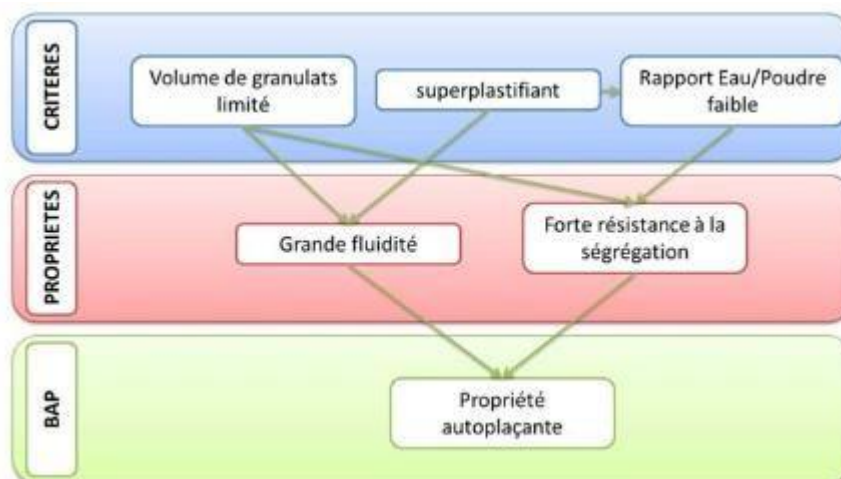 CRITERES
Volume de granulats
limité
superplastifiant
Rapport Eau/Poudre
faible
PROPRIETES
Grande fluidité
Forte résistance à la
ségrégation
BAP
Propriété
autoplaçante